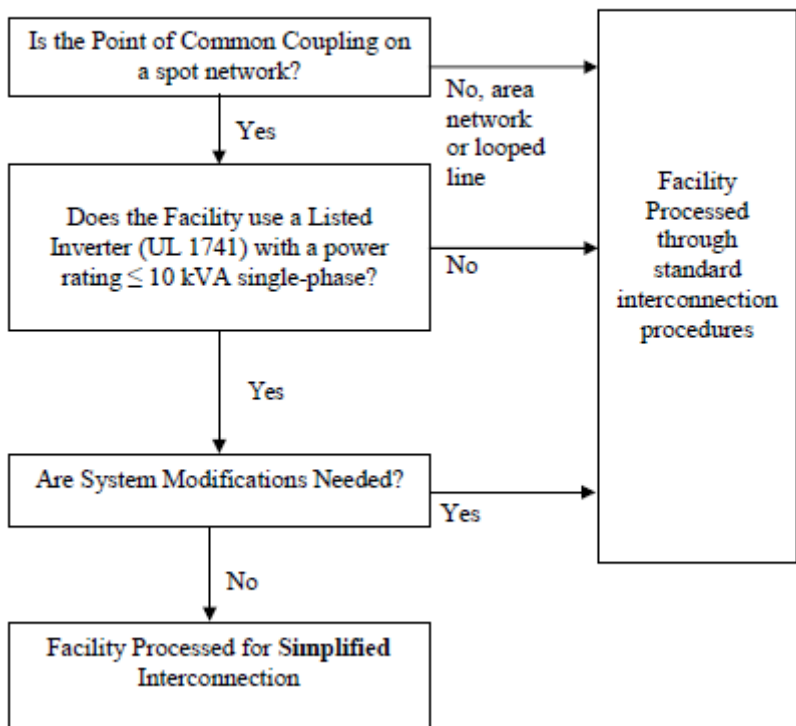 Is the Point of Common Coupling on
a spot network?
No, area
network
or looped
line
Yes
Does the Facility use a Listed
Inverter (UL 1741) with a power
rating ≤ 10 kVA single-phase?
No
Facility
Processed
through
standard
interconnection
procedures
Yes
Are System Modifications Needed?
Yes
No
Facility Processed for Simplified
Interconnection